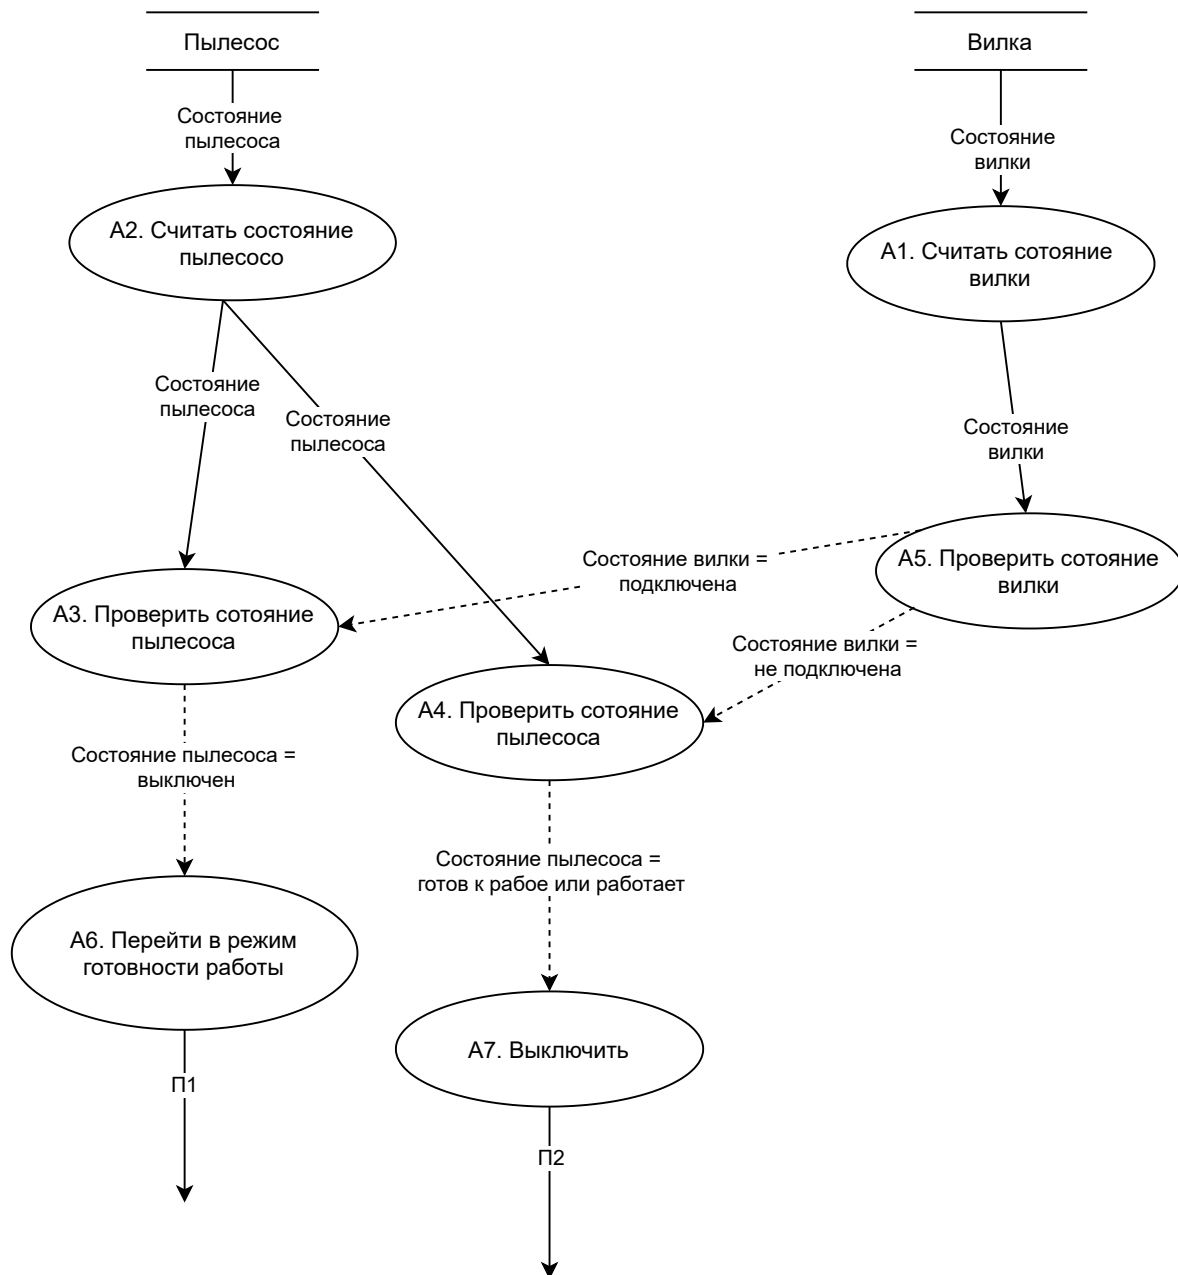 Пылесос
Вилка
Состояние
пылесоса
Состояние
вилки
А2. Считать состояние
пылесосо
А1. Считать сотояние
вилки
Состояние
пылесоса
Состояние
пылесоса
Состояние
вилки
Состояние вилки =
подключена
А5. Проверить сотояние
вилки
А3. Проверить сотояние
пылесоса
Состояние вилки =
не подключена
А4. Проверить сотояние
пылесоса
Состояние пылесоса =
выключен
Состояние пылесоса =
готов к рабое или работает
А6. Перейти в режим
готовности работы
А7. Выключить
П1
П2